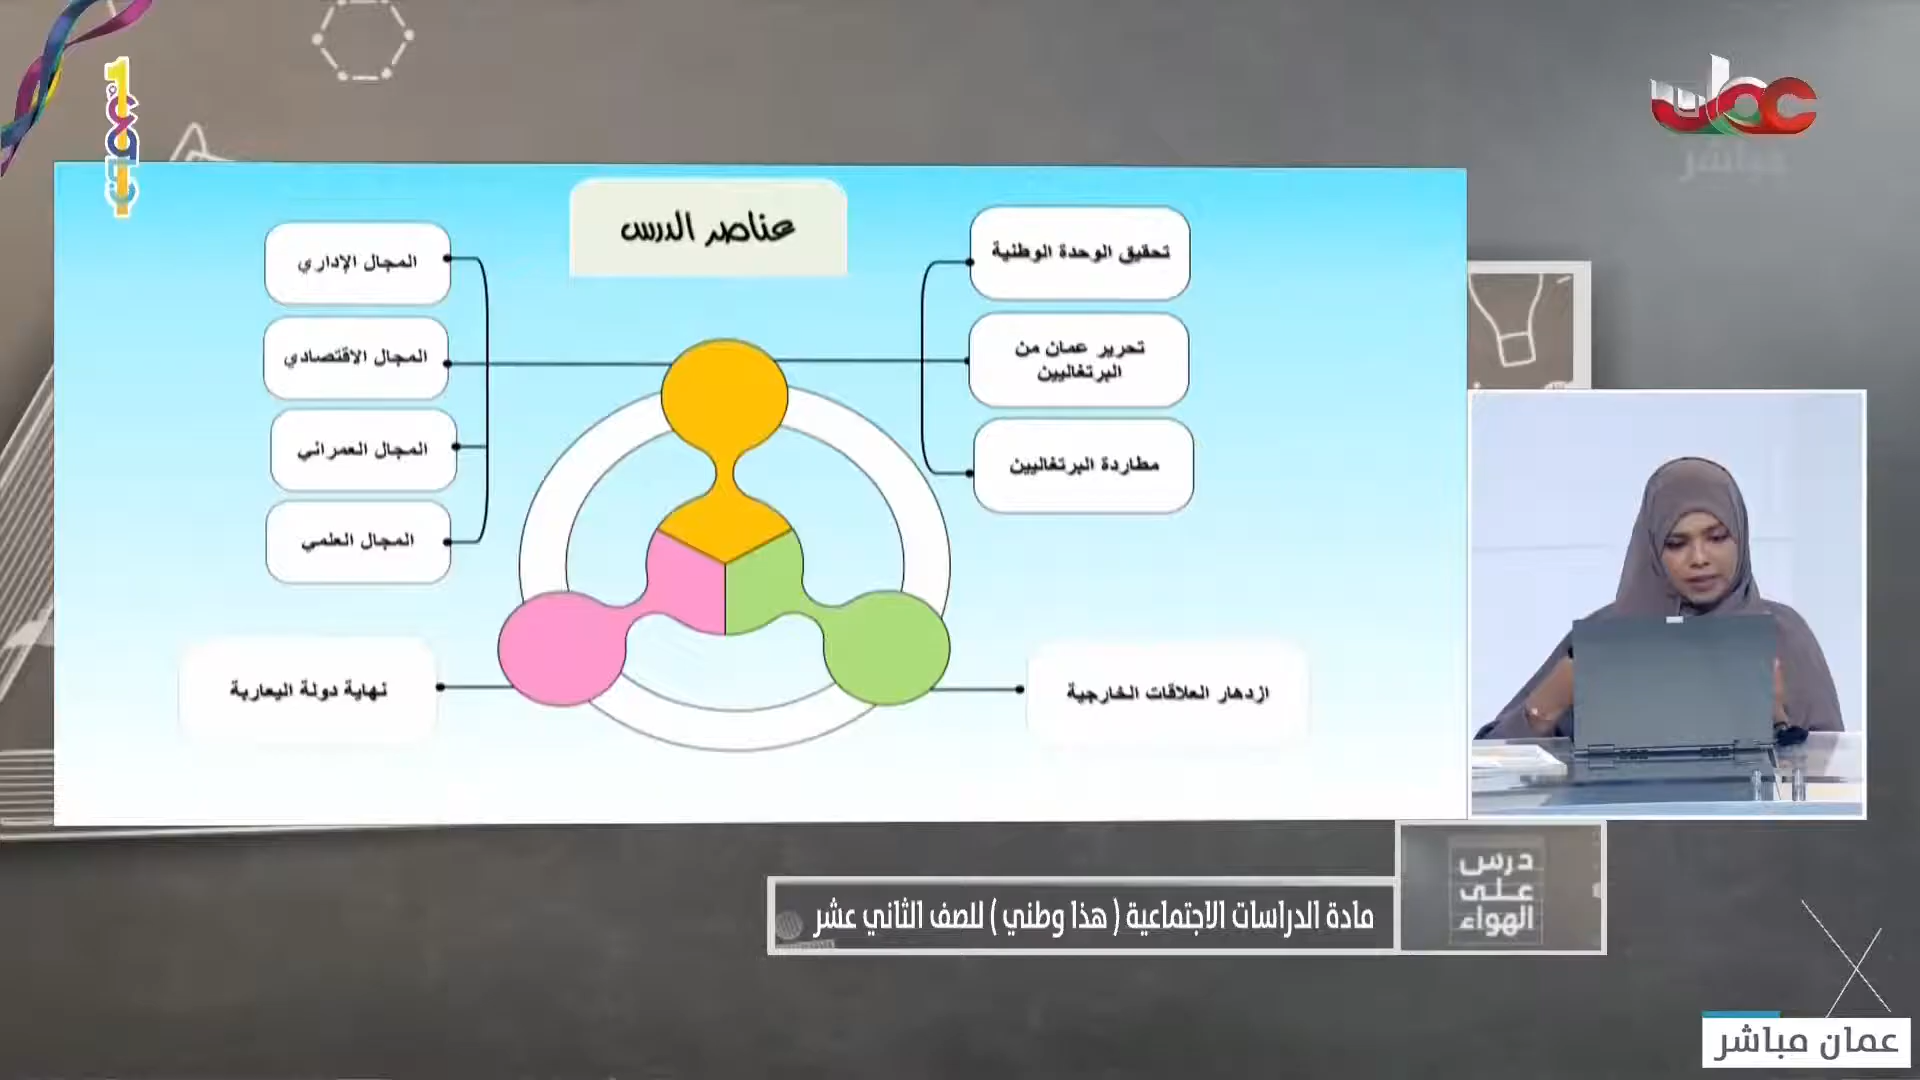 عمان
مباشر
عناصر الدرس
تحقيق الوحدة الوطنية
تحرير عمان من
البرتغاليين
مطاردة البرتغاليين
المجال الإداري
المجال الاقتصادي
المجال العمراني
المجال العلمي
ازدهار العلاقات الخارجية
نهاية دولة اليعاربة
درس
على
الهواء
مادة الدراسات الاجتماعية ( هذا وطني ) للصف الثاني عشر
عمان مباشر